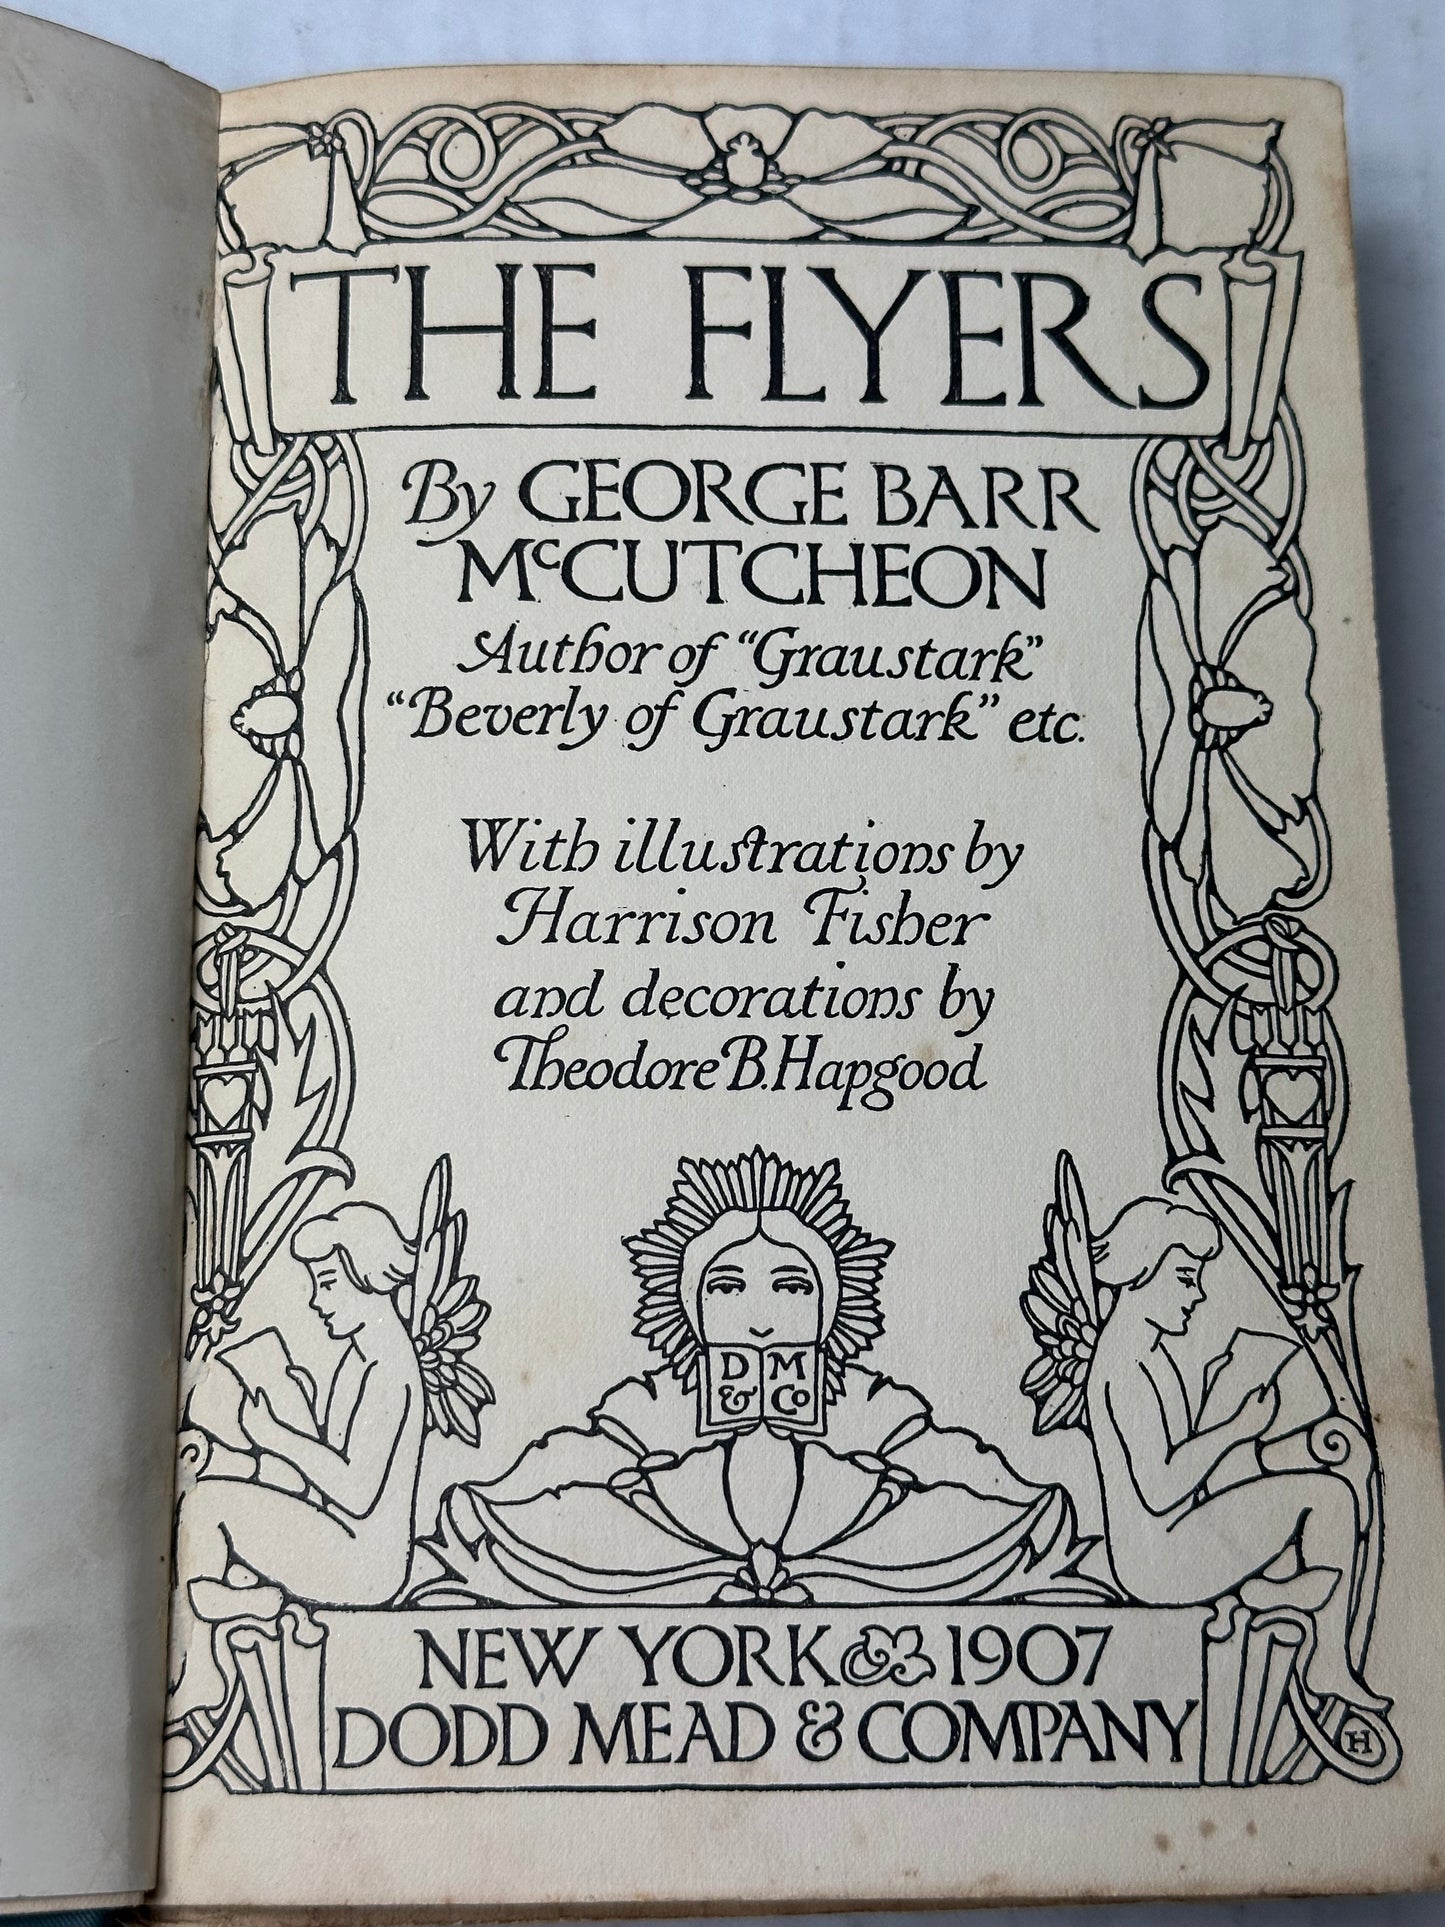 THE FLYERS
By GEORGE BARR
McCUTCHEON
Author of “Graustark”
“Beverly of Graustark” etc.
With illustrations by
Harrison Fisher
and decorations by
Theodore B. Hapgood
D M
& Co
NEW YORK 1907
DODD MEAD & COMPANY
H